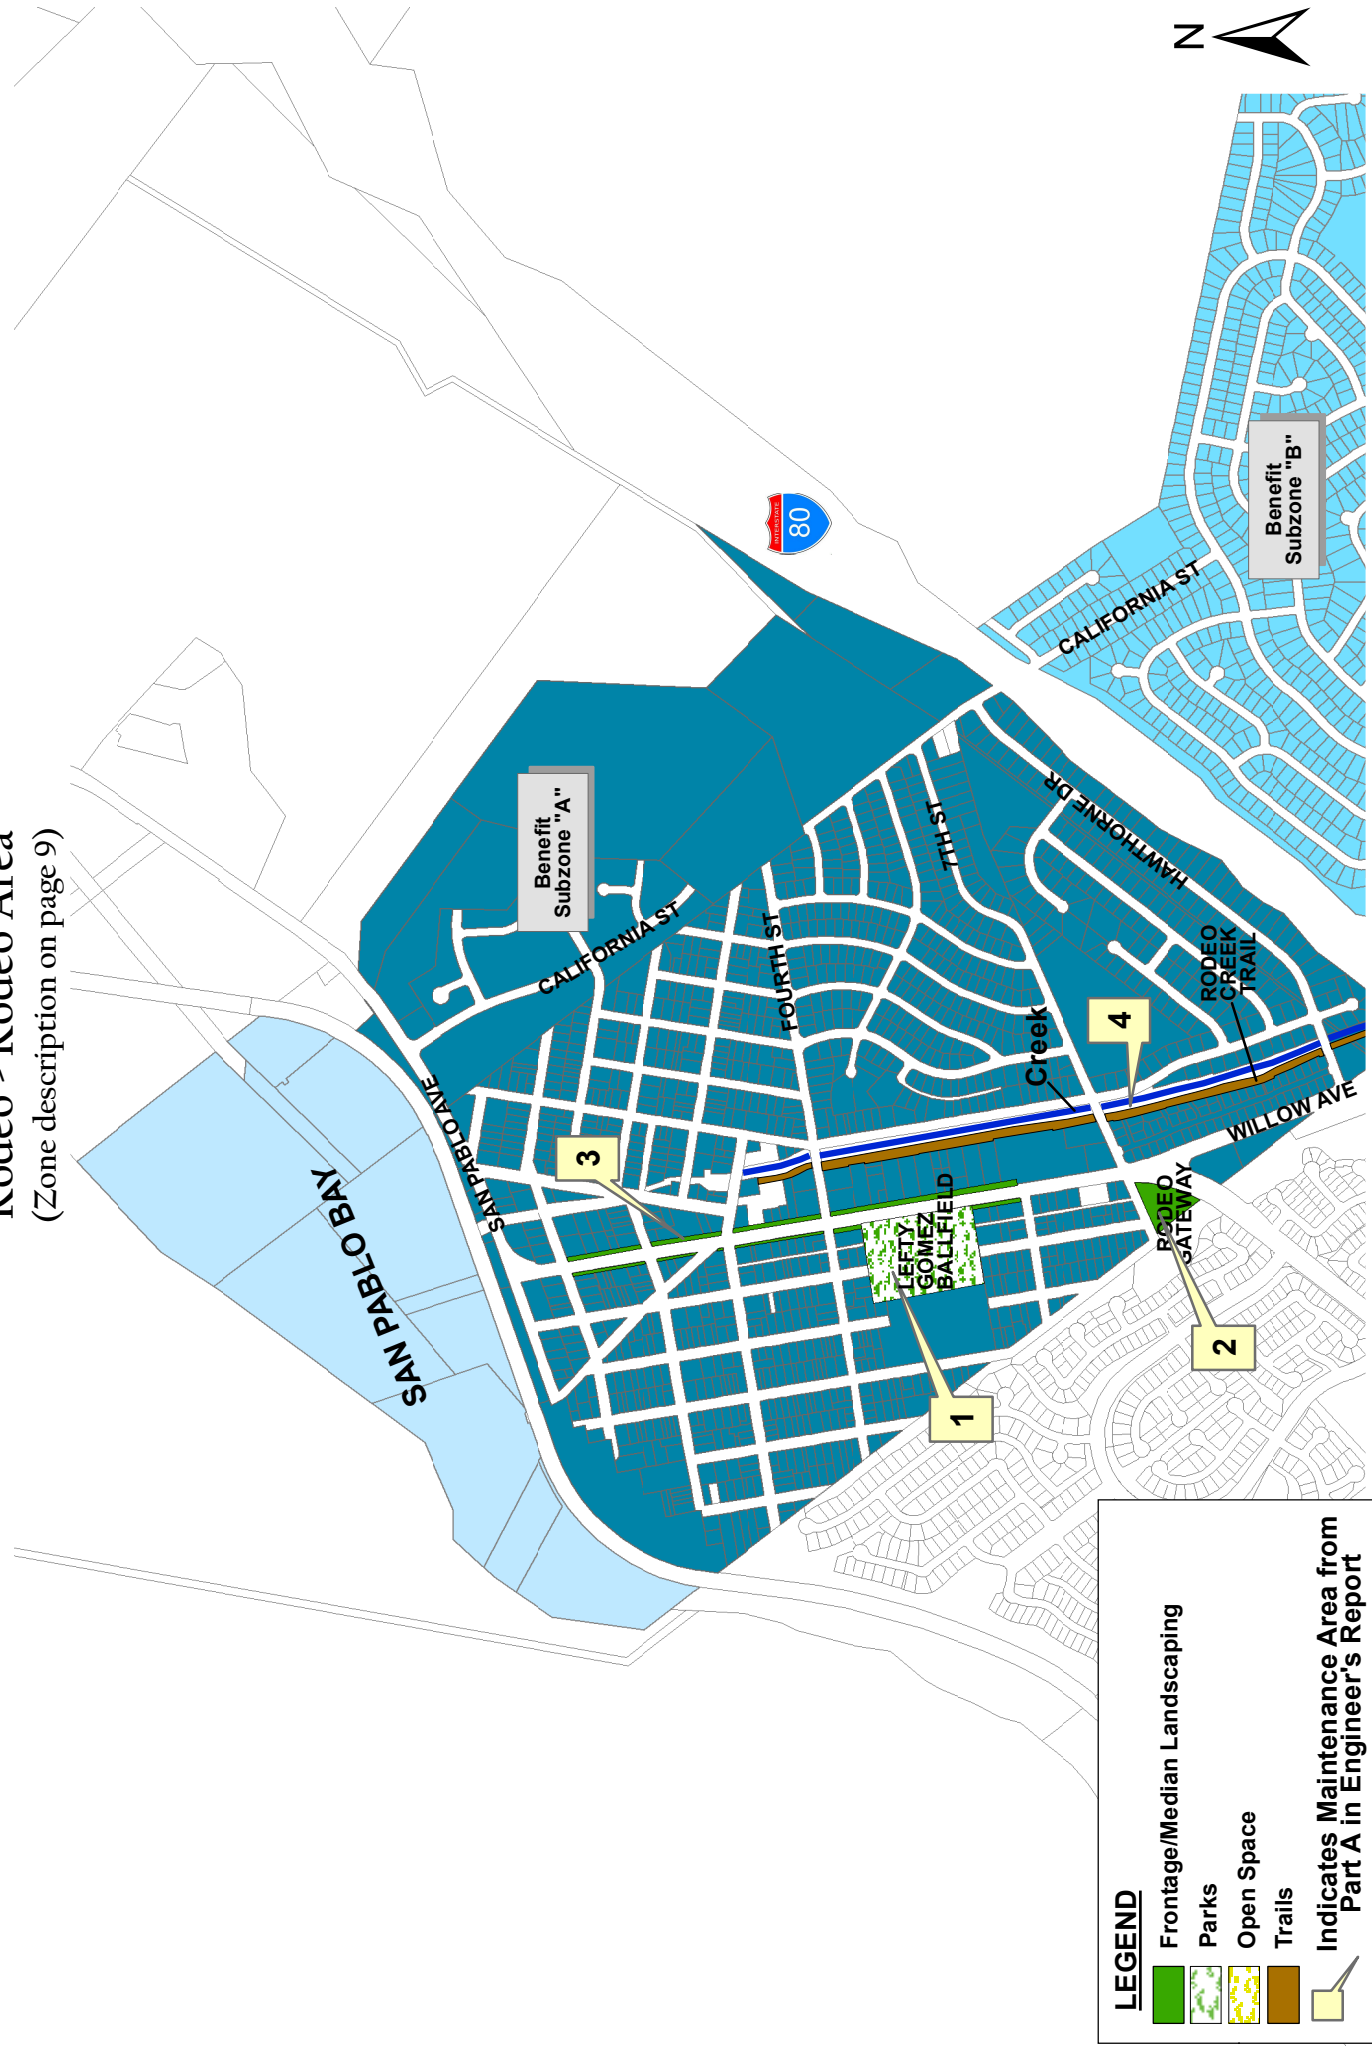 Rodeo > Rodeo Area
(Zone description on page 9)
N
SAN PABLO BAY
SAN PABLO AVE
SAN PABLO AVE
Benefit
Subzone "A"
CALIFORNIA ST
INTERSTATE
80
FOURTH ST
7TH ST
HAWTHORNE DR
CALIFORNIA ST
Benefit
Subzone "B"
Creek
RODEO
CREEK
TRAIL
WILLOW AVE
LEFTY
GOMEZ
BALLFIELD
RODEO
GATEWAY
3
4
1
2
LEGEND
Frontage/Median Landscaping
Parks
Open Space
Trails
Indicates Maintenance Area from
Part A in Engineer's Report